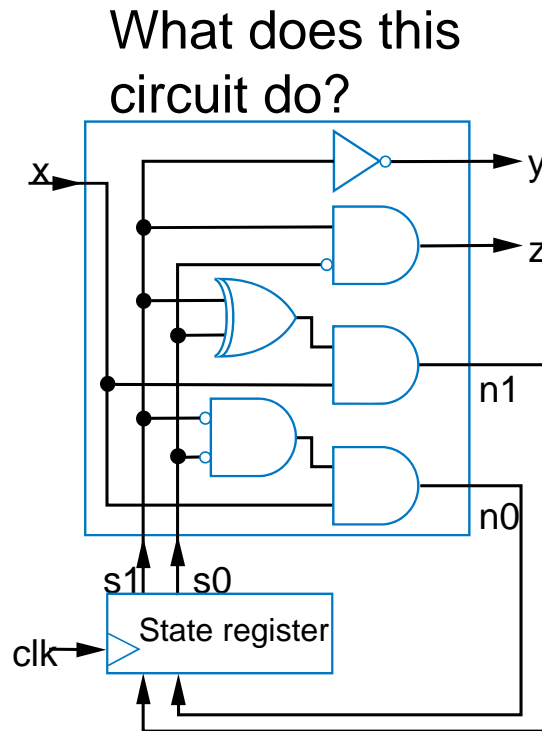 What does this
circuit do?
x
y
z
n1
n0
s1 s0
State register
clk